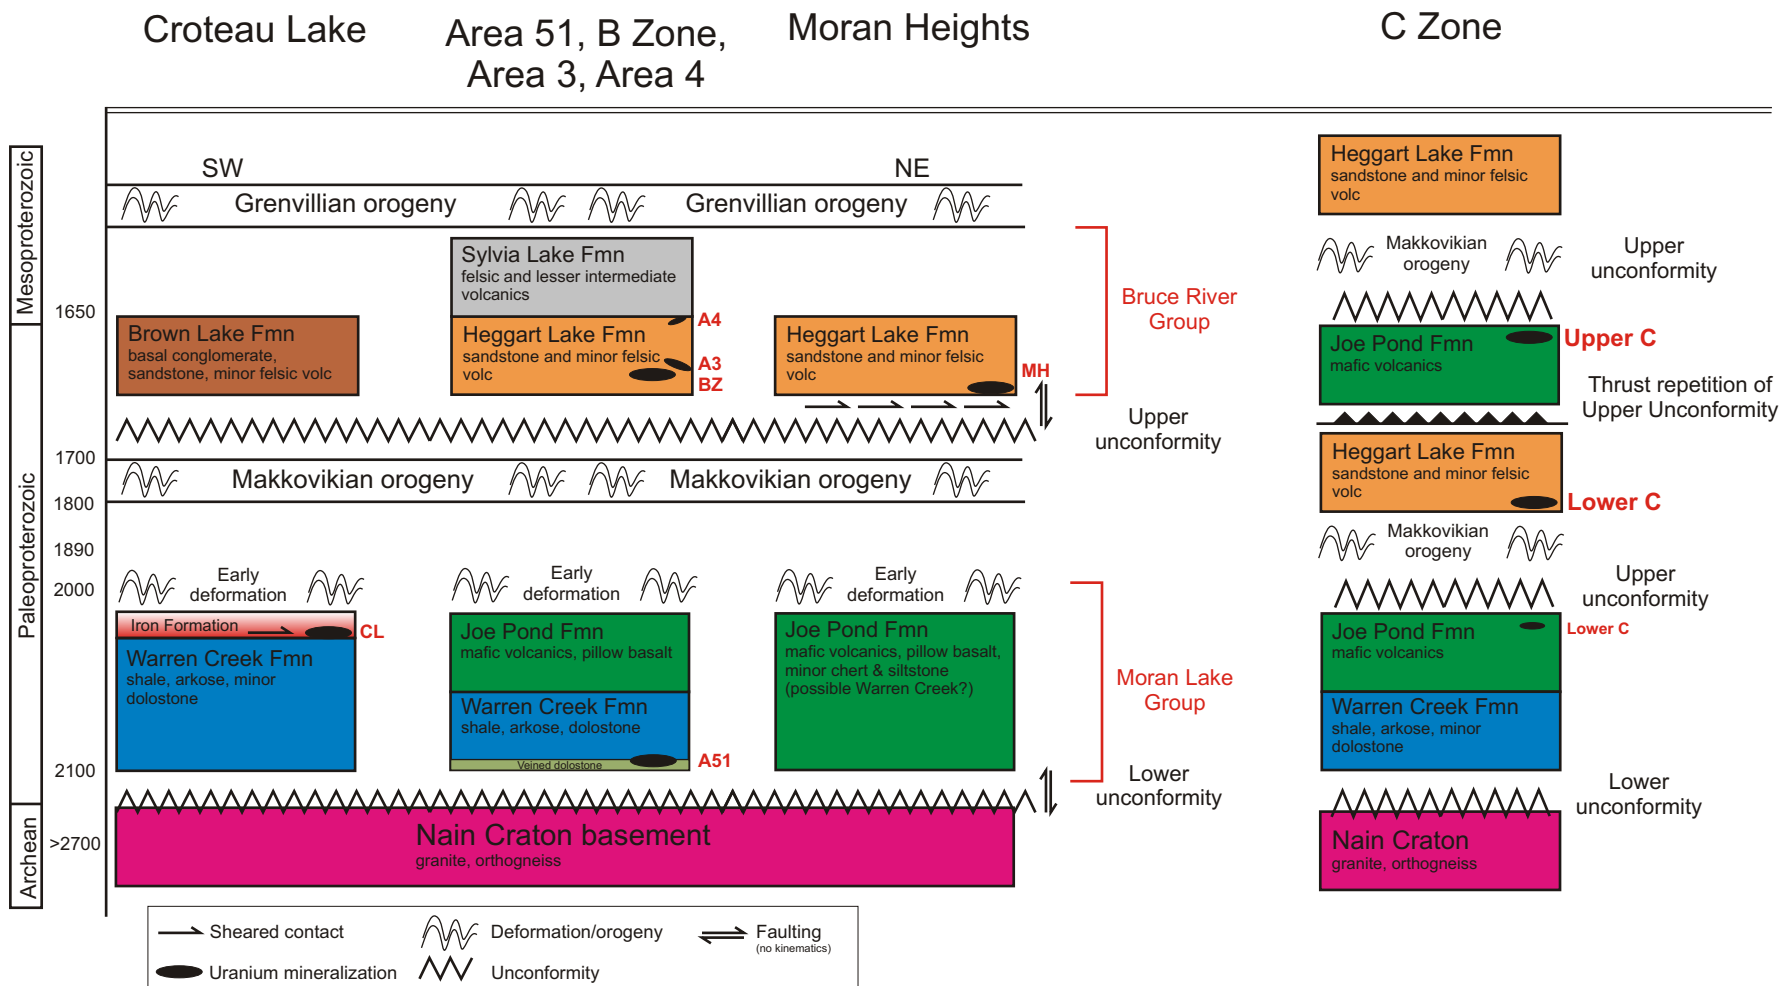 Croteau Lake
Area 51, B Zone,
Area 3, Area 4
Moran Heights
C Zone
Mesoproterozoic
Paleoproterozoic
Archean
1650
1700
1800
1890
2000
2100
>2700
SW
NE
Grenvillian orogeny
Grenvillian orogeny
Sylvia Lake Fmn
felsic and lesser intermediate
volcanics
Brown Lake Fmn
basal conglomerate,
sandstone, minor felsic volc
Heggart Lake Fmn
sandstone and minor felsic
volc
A4
A3
BZ
Heggart Lake Fmn
sandstone and minor felsic
volc
MH
Bruce River
Group
Upper
unconformity
Makkovikian orogeny
Makkovikian orogeny
Early
deformation
Early
deformation
Early
deformation
Iron Formation
CL
Warren Creek Fmn
shale, arkose, minor
dolostone
Joe Pond Fmn
mafic volcanics, pillow basalt
Warren Creek Fmn
shale, arkose, dolostone
Veined dolostone
A51
Joe Pond Fmn
mafic volcanics, pillow basalt,
minor chert & siltstone
(possible Warren Creek?)
Moran Lake
Group
Lower
unconformity
Nain Craton basement
granite, orthogneiss
Heggart Lake Fmn
sandstone and minor felsic
volc
Makkovikian
orogeny
Upper
unconformity
Joe Pond Fmn
mafic volcanics
Upper C
Thrust repetition of
Upper Unconformity
Heggart Lake Fmn
sandstone and minor felsic
volc
Lower C
Makkovikian
orogeny
Upper
unconformity
Joe Pond Fmn
mafic volcanics
Lower C
Warren Creek Fmn
shale, arkose, minor
dolostone
Lower
unconformity
Nain Craton
granite, orthogneiss
Sheared contact
Deformation/orogeny
Faulting
(no kinematics)
Uranium mineralization
Unconformity